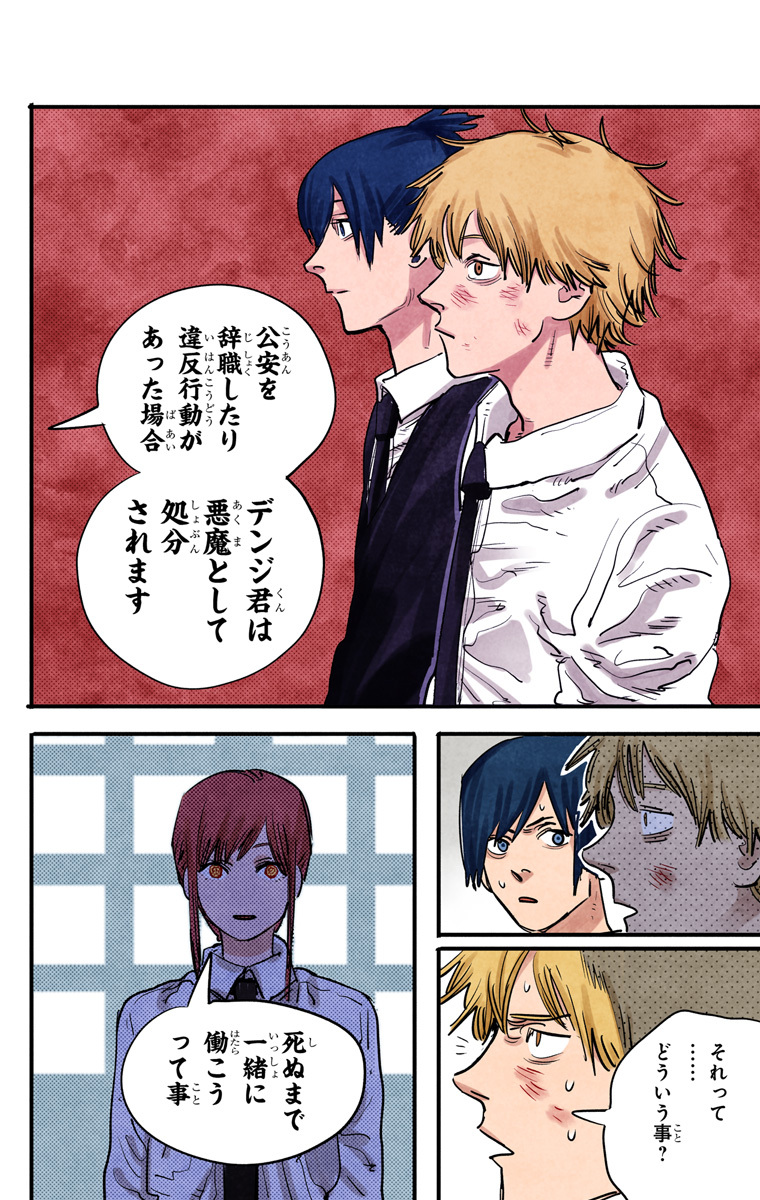 公安を
辞職したり
違反行動が
あった場合
デンジ君は
悪魔として
処分
されます
それって
……
どういう事？
死ぬまで
一緒に
働こう
って事